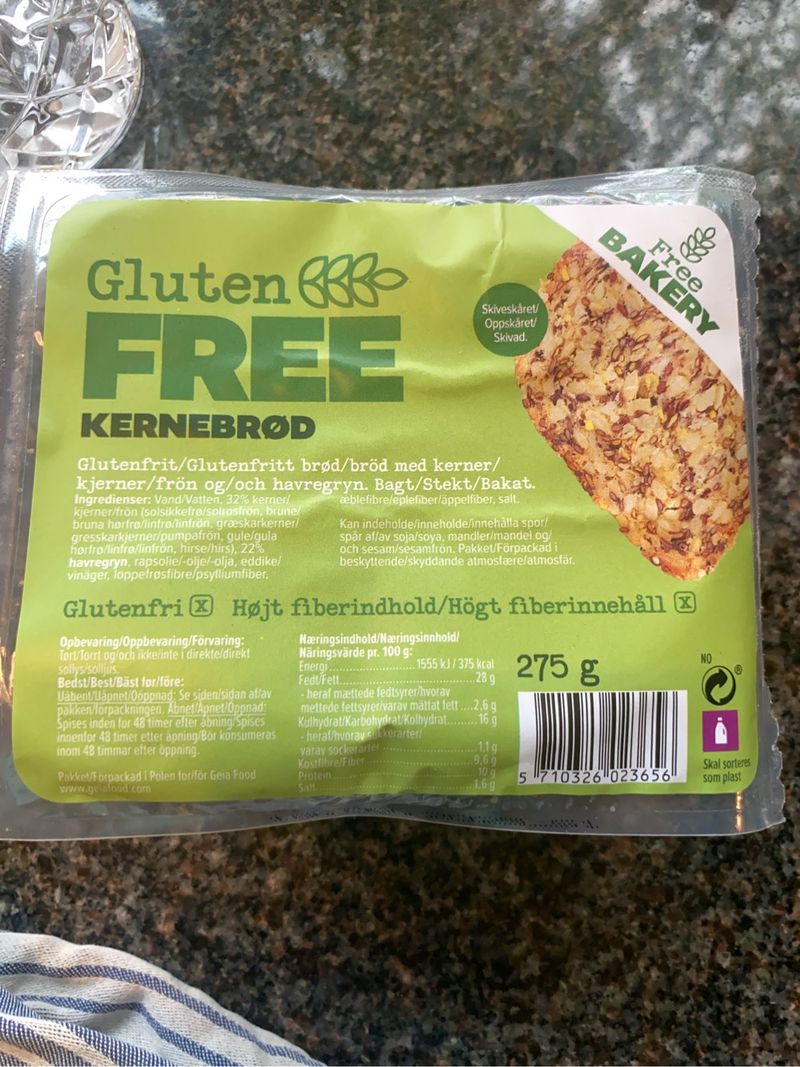 Gluten
FREE
KERNEBRØD
Free
BAKERY
Skiveskåret/
Oppskåret/
Skivad.
Glutenfrit/Glutenfritt brød/bröd med kerner/
kjerner/frön og/och havregryn. Bagt/Stekt/Bakat.
Ingredienser: Vand/Vatten, 32% kerner/
kjerner/frön (solsikkefrø/solrosfrön, brune/
bruna hørfrø/linfrø/linfrön, græskarkerner/
gresskarkjerner/pumpafrön, gule/gula
hørfrø/linfrø/linfrön, hirse/hirs), 22%
havregryn, rapsolie/-olje/-olja, eddike/
vinäger, loppefrøsfibre/psylliumfiber,
æblefibre/eplefiber/äppelfiber, salt.
Kan indeholde/inneholde/innehålla spor/
spår af/av soja/soya, mandler/mandel og/
och sesam/sesamfrön. Pakket/Förpackad i
beskyttende/skyddande atmosfære/atmosfär.
Glutenfri X Højt fiberindhold/Högt fiberinnehåll X
Opbevaring/Oppbevaring/Förvaring:
Tørt/Torrt og/och ikke/inte i direkte/direkt
sollys/solljus.
Bedst/Best/Bäst før/före:
Uåbent/Uåpnet/Oöppnad: Se siden/sidan af/av
pakken/förpackningen. Åbnet/Åpnet/Öppnad:
Spises inden for 48 timer efter åbning/Spises
innenfor 48 timer etter åpning/Bör konsumeras
inom 48 timmar efter öppning.
Pakket/Förpackad i Polen for/för Geia Food
www.geiafood.com
Næringsindhold/Næringsinnhold/
Näringsvärde pr. 100 g:
Energi 1555 kJ / 375 kcal
Fedt/Fett 28 g
- heraf mættede fedtsyrer/hvorav
mettede fettsyrer/varav mättat fett 2,6 g
Kulhydrat/Karbohydrat/Kolhydrat 16 g
- heraf/hvorav sukkerarter/
varav sockerarter 1,1 g
Kostfibre/Fiber 9,6 g
Protein 10 g
Salt 1,6 g
275 g
5 710326 023656
NO
®
Skal sorteres
som plast